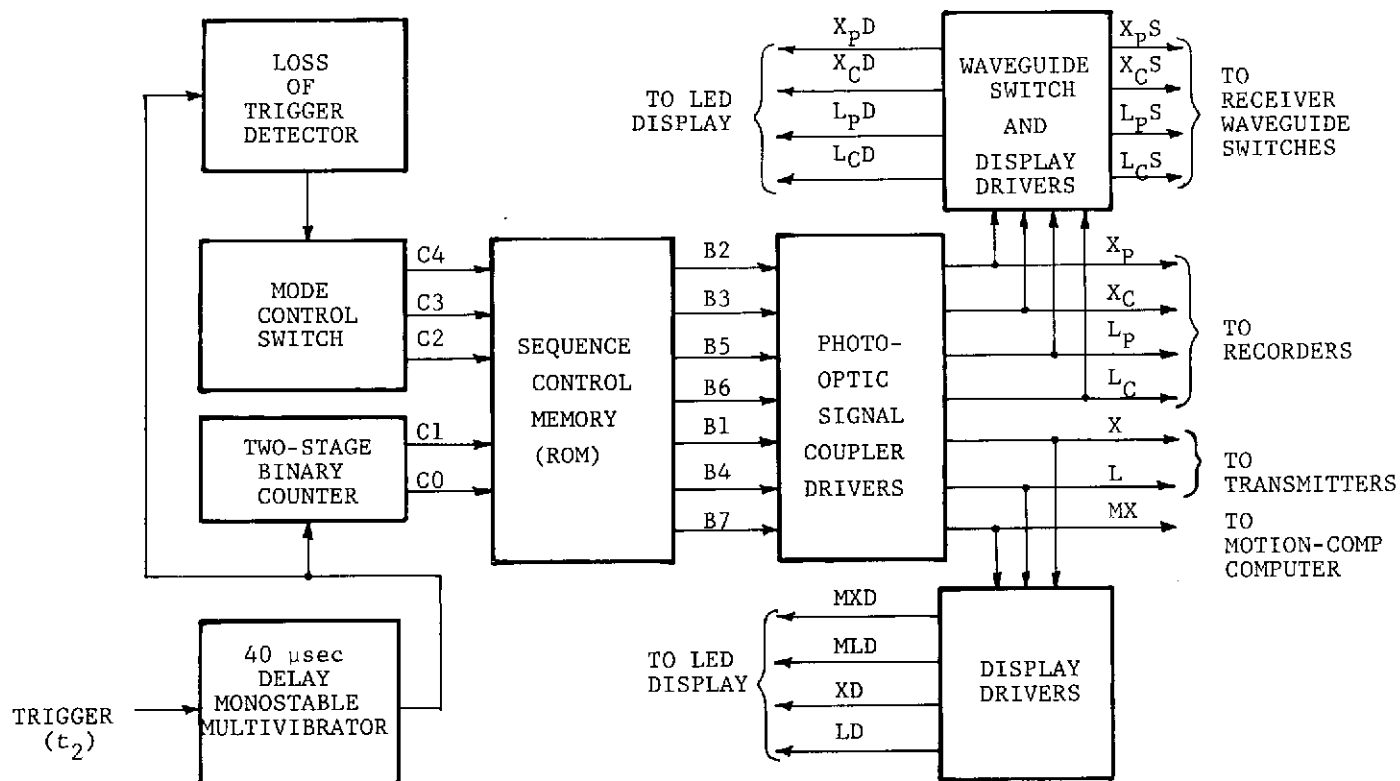 LOSS
OF
TRIGGER
DETECTOR
MODE
CONTROL
SWITCH
C4
C3
C2
TWO-STAGE
BINARY
COUNTER
C1
C0
40 μsec
DELAY
MONOSTABLE
MULTIVIBRATOR
TRIGGER
(t2)
SEQUENCE
CONTROL
MEMORY
(ROM)
B2
B3
B5
B6
B1
B4
B7
PHOTO-
OPTIC
SIGNAL
COUPLER
DRIVERS
TO LED
DISPLAY
XPD
XCD
LPD
LCD
WAVEGUIDE
SWITCH
AND
DISPLAY
DRIVERS
XPS
XCS
LPS
LCS
TO
RECEIVER
WAVEGUIDE
SWITCHES
XP
XC
LP
LC
TO
RECORDERS
X
L
TO
TRANSMITTERS
MX
TO
MOTION-COMP
COMPUTER
TO LED
DISPLAY
MXD
MLD
XD
LD
DISPLAY
DRIVERS